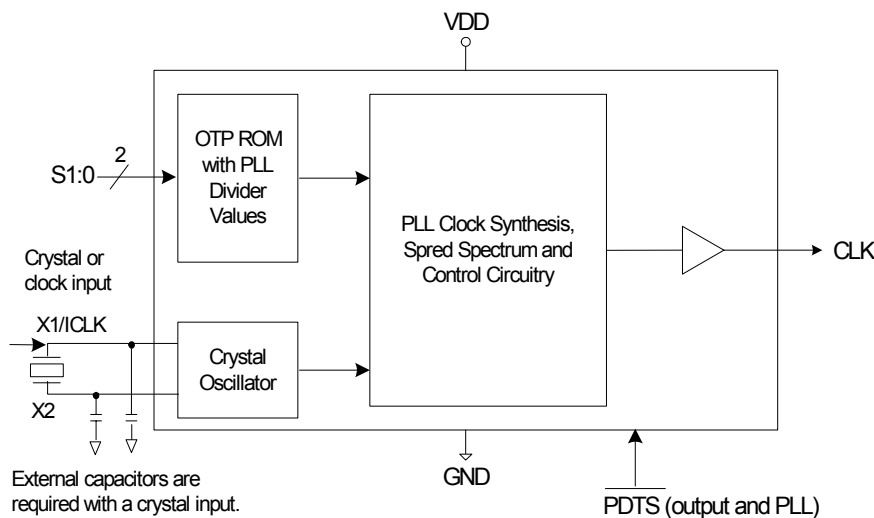 VDD
OTP ROM
with PLL
Divider
Values
2
S1:0
PLL Clock Synthesis,
Spred Spectrum and
Control Circuitry
CLK
Crystal or
clock input
X1/ICLK
Crystal
Oscillator
X2
External capacitors are
required with a crystal input.
GND
PDTS (output and PLL)